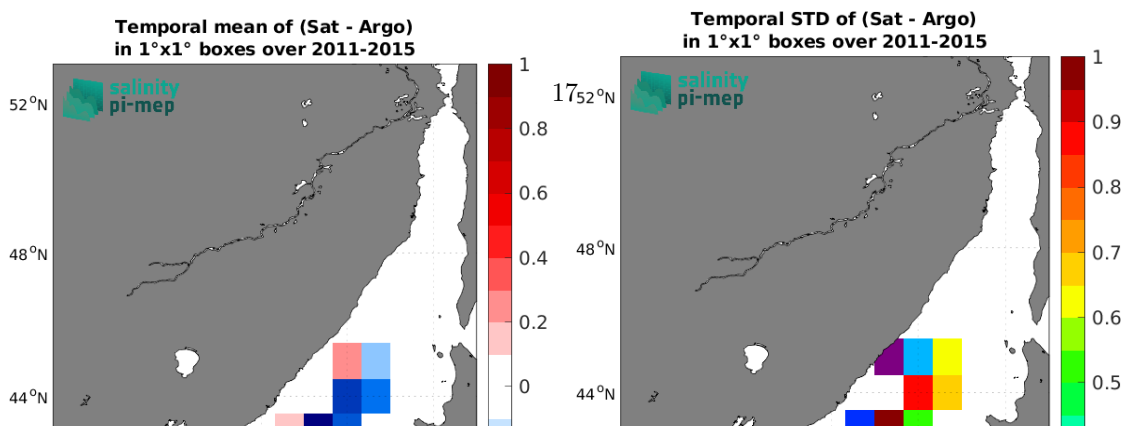 Temporal mean of (Sat - Argo)
in 1°x1° boxes over 2011-2015
salinity
pi-mep
52°N
48°N
44°N
1
0.8
0.6
0.4
0.2
0
17
Temporal STD of (Sat - Argo)
in 1°x1° boxes over 2011-2015
salinity
pi-mep
52°N
48°N
44°N
1
0.9
0.8
0.7
0.6
0.5